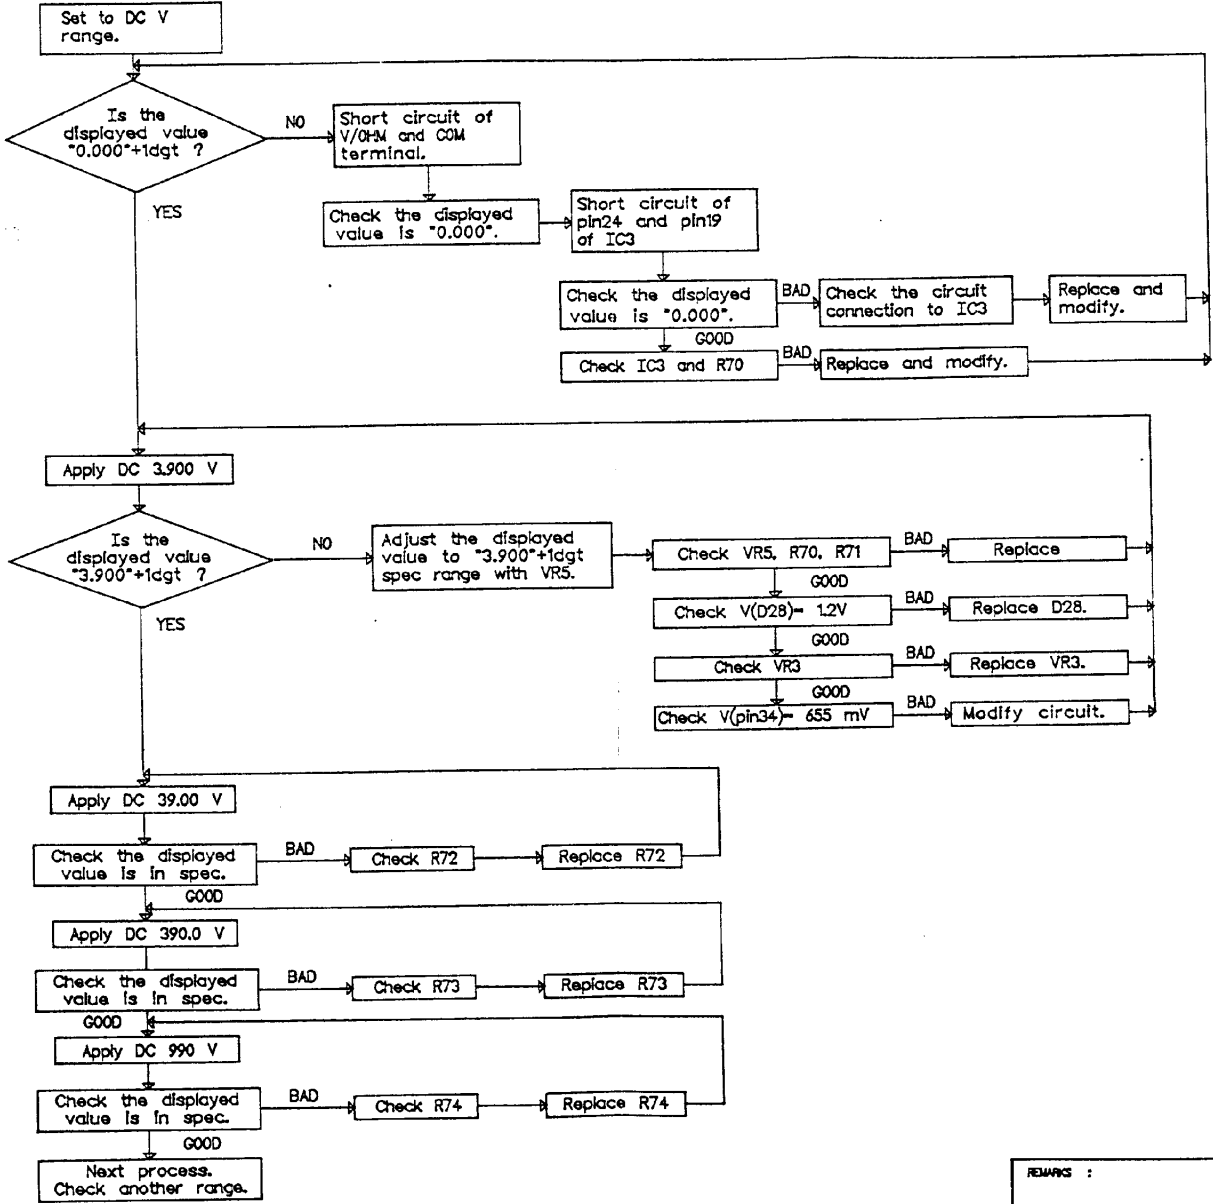 Set to DC V
range.
Is the
displayed value
"0.000"+1dgt ?
NO
Short circuit of
V/OHM and COM
terminal.
YES
Check the displayed
value is "0.000".
Short circuit of
pin24 and pin19
of IC3
Check the displayed
value is "0.000".
BAD
Check the circuit
connection to IC3
Replace and
modify.
GOOD
Check IC3 and R70
BAD
Replace and modify.
Apply DC 3.900 V
Is the
displayed value
"3.900"+1dgt ?
NO
Adjust the displayed
value to "3.900"+1dgt
spec range with VR5.
Check VR5, R70, R71
BAD
Replace
GOOD
YES
Check V(D28)= 1.2V
BAD
Replace D28.
GOOD
Check VR3
BAD
Replace VR3.
GOOD
Check V(pin34)= 655 mV
BAD
Modify circuit.
Apply DC 39.00 V
Check the displayed
value is in spec.
BAD
Check R72
Replace R72
GOOD
Apply DC 390.0 V
Check the displayed
value is in spec.
BAD
Check R73
Replace R73
GOOD
Apply DC 990 V
Check the displayed
value is in spec.
BAD
Check R74
Replace R74
GOOD
Next process.
Check another range.
REMARKS :